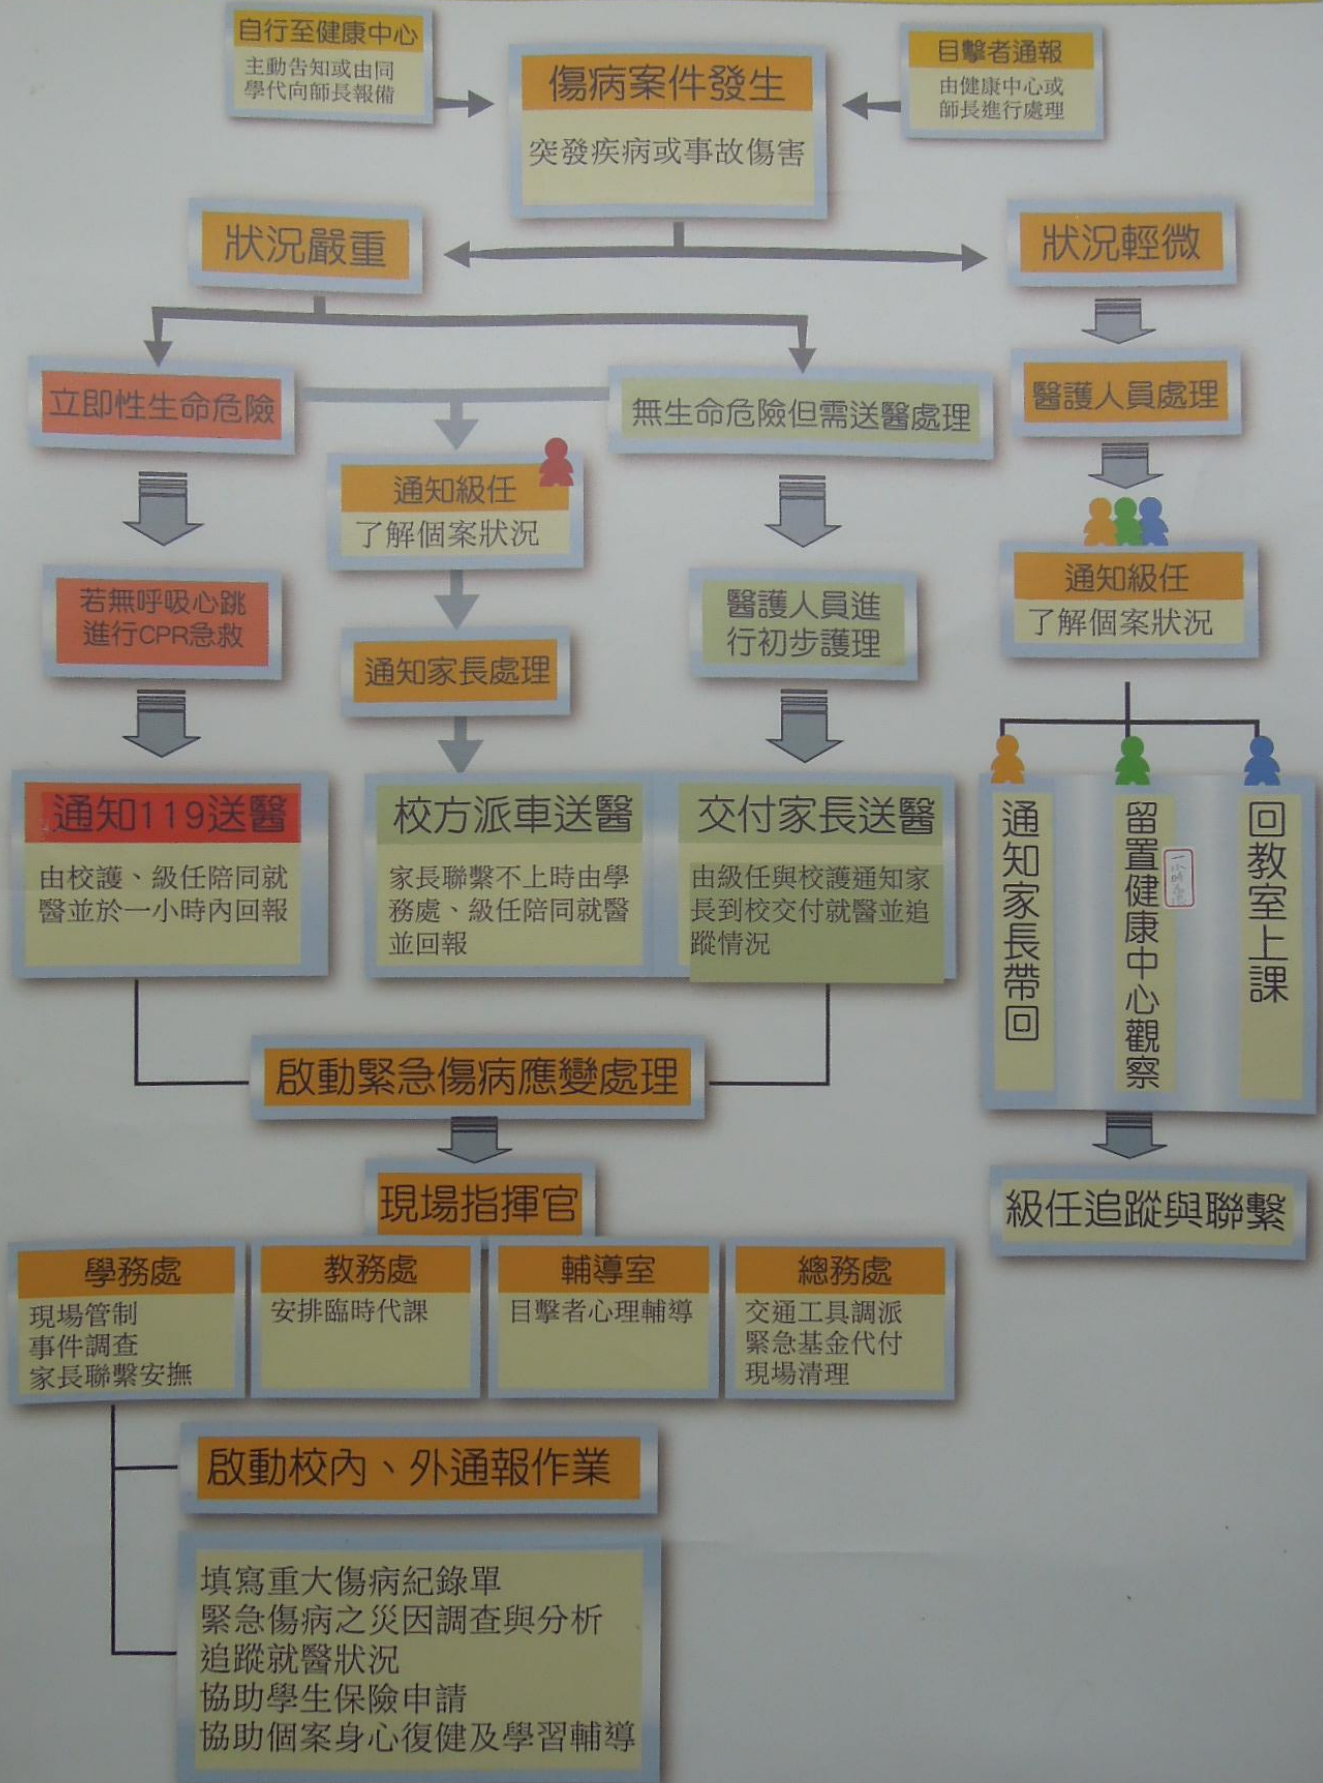 自行至健康中心
主動告知或由同
學代向師長報備
傷病案件發生
突發疾病或事故傷害
目擊者通報
由健康中心或
師長進行處理
狀況嚴重
狀況輕微
立即性生命危險
無生命危險但需送醫處理
醫護人員處理
通知級任
了解個案狀況
若無呼吸心跳
進行CPR急救
通知家長處理
醫護人員進
行初步護理
通知級任
了解個案狀況
通知119送醫
由校護、級任陪同就
醫並於一小時內回報
校方派車送醫
家長聯繫不上時由學
務處、級任陪同就醫
並回報
交付家長送醫
由級任與校護通知家
長到校交付就醫並追
蹤情況
通知家長帶回
留置健康中心觀察
回教室上課
啟動緊急傷病應變處理
現場指揮官
級任追蹤與聯繫
學務處
現場管制
事件調查
家長聯繫安撫
教務處
安排臨時代課
輔導室
目擊者心理輔導
總務處
交通工具調派
緊急基金代付
現場清理
啟動校內、外通報作業
填寫重大傷病紀錄單
緊急傷病之災因調查與分析
追蹤就醫狀況
協助學生保險申請
協助個案身心復健及學習輔導